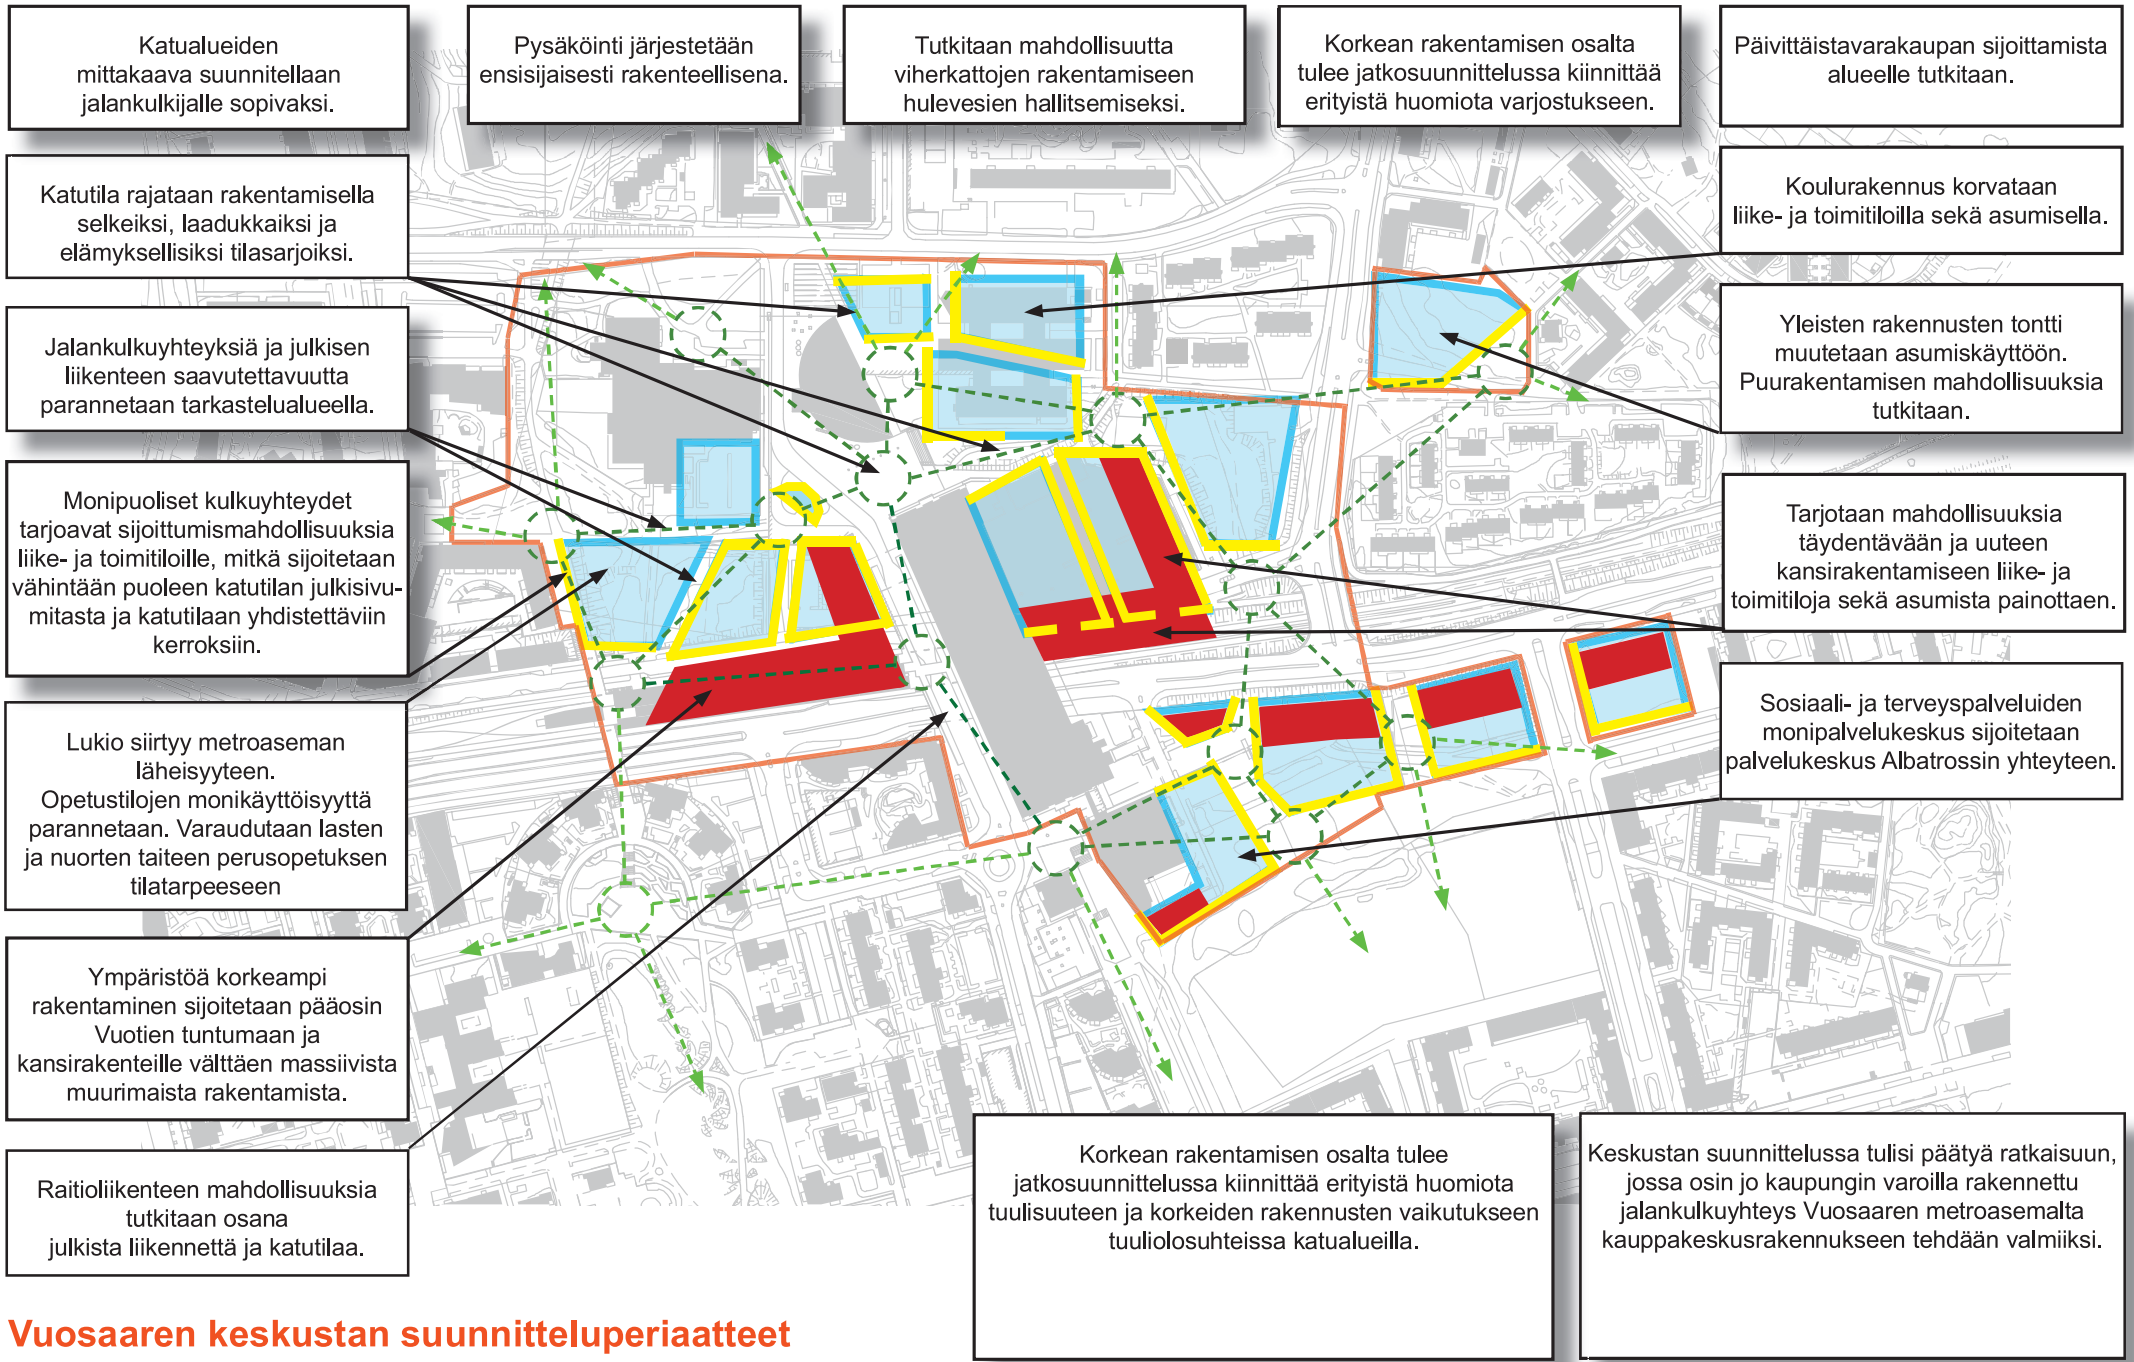 Katualueiden
mittakaava suunnitellaan
jalankulkijalle sopivaksi.
Pysäköinti järjestetään
ensisijaisesti rakenteellisena.
Tutkitaan mahdollisuutta
viherkattojen rakentamiseen
hulevesien hallitsemiseksi.
Korkean rakentamisen osalta
tulee jatkosuunnittelussa kiinnittää
erityistä huomiota varjostukseen.
Päivittäistavarakaupan sijoittamista
alueelle tutkitaan.
Katutila rajataan rakentamisella
selkeiksi, laadukkaiksi ja
elämyksellisiksi tilasarjoiksi.
Koulurakennus korvataan
liike- ja toimitiloilla sekä asumisella.
Jalankulkuyhteyksiä ja julkisen
liikenteen saavutettavuutta
parannetaan tarkastelualueella.
Yleisten rakennusten tontti
muutetaan asumiskäyttöön.
Puurakentamisen mahdollisuuksia
tutkitaan.
Monipuoliset kulkuyhteydet
tarjoavat sijoittumismahdollisuuksia
liike- ja toimitiloille, mitkä sijoitetaan
vähintään puoleen katutilan julkisivu-
mitasta ja katutilaan yhdistettäviin
kerroksiin.
Tarjotaan mahdollisuuksia
täydentävään ja uuteen
kansirakentamiseen liike- ja
toimitiloja sekä asumista painottaen.
Sosiaali- ja terveyspalveluiden
monipalvelukeskus sijoitetaan
palvelukeskus Albatrossin yhteyteen.
Lukio siirtyy metroaseman
läheisyyteen.
Opetustilojen monikäyttöisyyttä
parannetaan. Varaudutaan lasten
ja nuorten taiteen perusopetuksen
tilatarpeeseen
Ympäristöä korkeampi
rakentaminen sijoitetaan pääosin
Vuotien tuntumaan ja
kansirakenteille välttäen massiivista
muurimaista rakentamista.
Raitioliikenteen mahdollisuuksia
tutkitaan osana
julkista liikennettä ja katutilaa.
Korkean rakentamisen osalta tulee
jatkosuunnittelussa kiinnittää erityistä huomiota
tuulisuuteen ja korkeiden rakennusten vaikutukseen
tuuliolosuhteissa katualueilla.
Keskustan suunnittelussa tulisi päätyä ratkaisuun,
jossa osin jo kaupungin varoilla rakennettu
jalankulkuyhteys Vuosaaren metroasemalta
kauppakeskusrakennukseen tehdään valmiiksi.
Vuosaaren keskustan suunnitteluperiaatteet